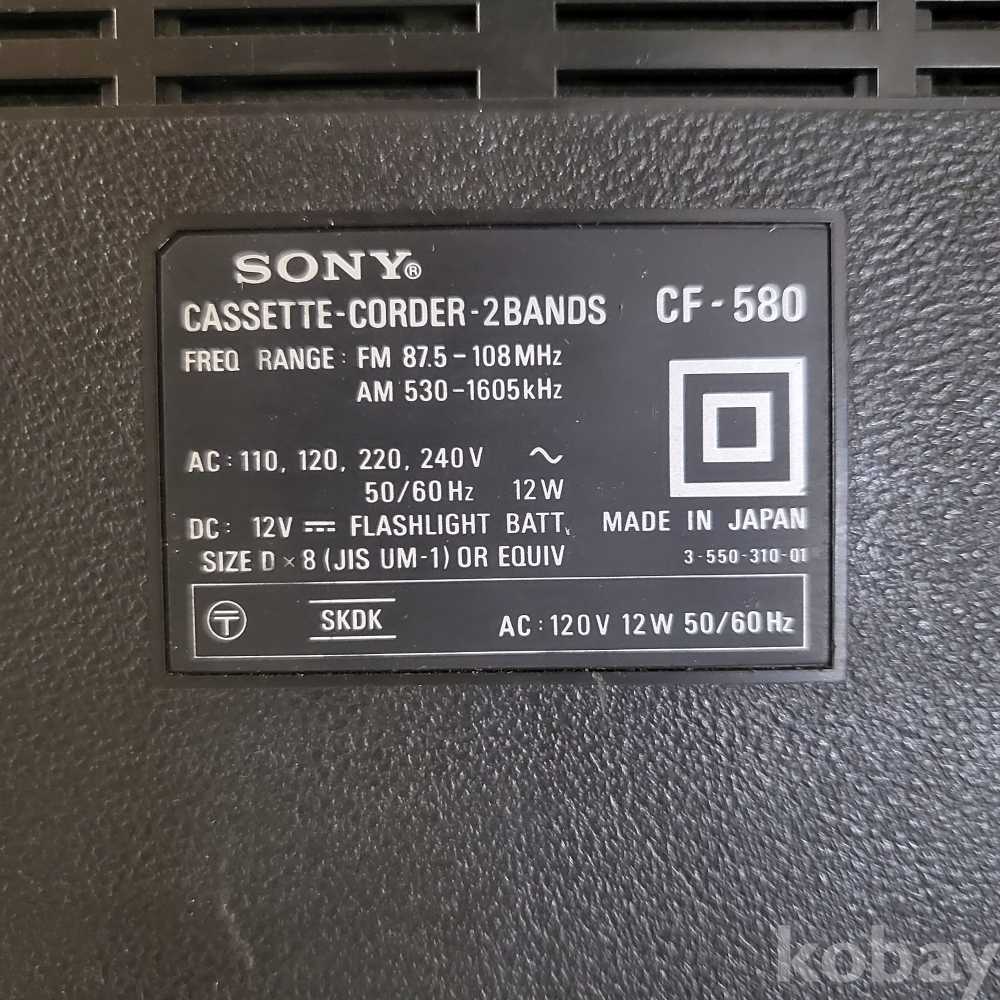 SONY®
CASSETTE-CORDER-2BANDS CF-580
FREQ RANGE: FM 87.5-108MHz
AM 530-1605kHz
AC: 110, 120, 220, 240V ~
50/60Hz 12W
DC: 12V ⎓ FLASHLIGHT BATT. MADE IN JAPAN
SIZE D×8 (JIS UM-1) OR EQUIV 3-550-310-01
〒 SKDK AC: 120V 12W 50/60Hz
kobay